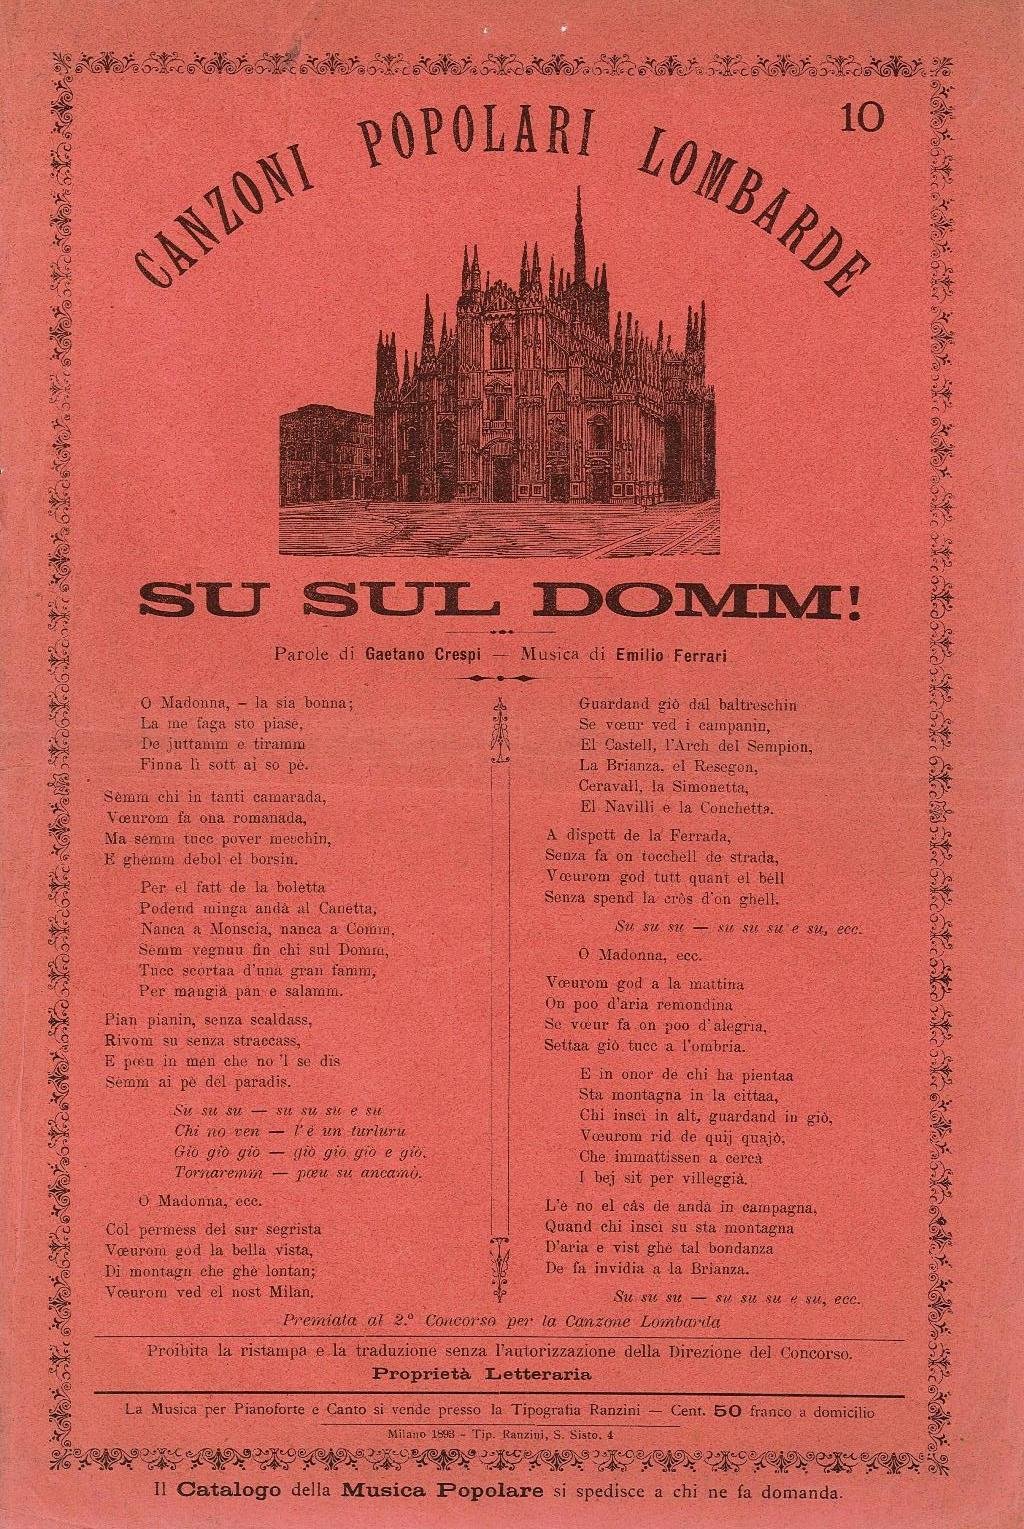 10
CANZONI POPOLARI LOMBARDE
SU SUL DOMM!
Parole di Gaetano Crespi — Musica di Emilio Ferrari
O Madonna, – la sia bonna;
La me faga sto piasè,
De juttamm e tiramm
Finna lì sott ai so pè.
Sèmm chi in tanti camarada,
Vœurom fa ona romanada,
Ma sèmm tucc pover meschin,
E ghèmm debol el borsin.
Per el fatt de la boletta
Podend minga andà al Canetta,
Nanca a Monscia, nanca a Comm,
Sèmm vegnuu fin chi sul Domm,
Tucc scortaa d'una gran famm,
Per mangià pan e salamm.
Pian pianin, senza scaldass,
Rivom su senza straccass,
E pœu in men che no 'l se dis
Sèmm ai pè del paradis.
Su su su — su su su e su
Chi no ven — l'è un turluru
Giò giò giò — giò giò giò e giò.
Tornaremm — pœu su ancamò.
O Madonna, ecc.
Col permess del sur segrista
Vœurom god la bella vista,
Di montagn che ghè lontan;
Vœurom ved el nost Milan.
Guardand giò dal baltreschin
Se vœur ved i campanin,
El Castell, l'Arch del Sempion,
La Brianza, el Resegon,
Ceravall, la Simonetta,
El Navilli e la Conchetta.
A dispett de la Ferrada,
Senza fa on tocchell de strada,
Vœurom god tutt quant el bèll
Senza spend la cròs d'on ghell.
Su su su — su su su e su, ecc.
O Madonna, ecc.
Vœurom god a la mattina
On poo d'aria remondina
Se vœur fa on poo d'alegria,
Settaa giò tucc a l'ombria.
E in onor de chi ha pientaa
Sta montagna in la cittaa,
Chi insci in alt, guardand in giò,
Vœurom rid de quij quajò,
Che immattissen a cercà
I bej sit per villeggià.
L'è no el càs de andà in campagna,
Quand chi insci su sta montagna
D'aria e vist ghè tal bondanza
De fa invidia a la Brianza.
Su su su — su su su e su, ecc.
Premiata al 2.º Concorso per la Canzone Lombarda
Proibita la ristampa e la traduzione senza l'autorizzazione della Direzione del Concorso.
Proprietà Letteraria
La Musica per Pianoforte e Canto si vende presso la Tipografia Ranzini — Cent. 50 franco a domicilio
Milano 1893 – Tip. Ranzini, S. Sisto, 4
Il Catalogo della Musica Popolare si spedisce a chi ne fa domanda.